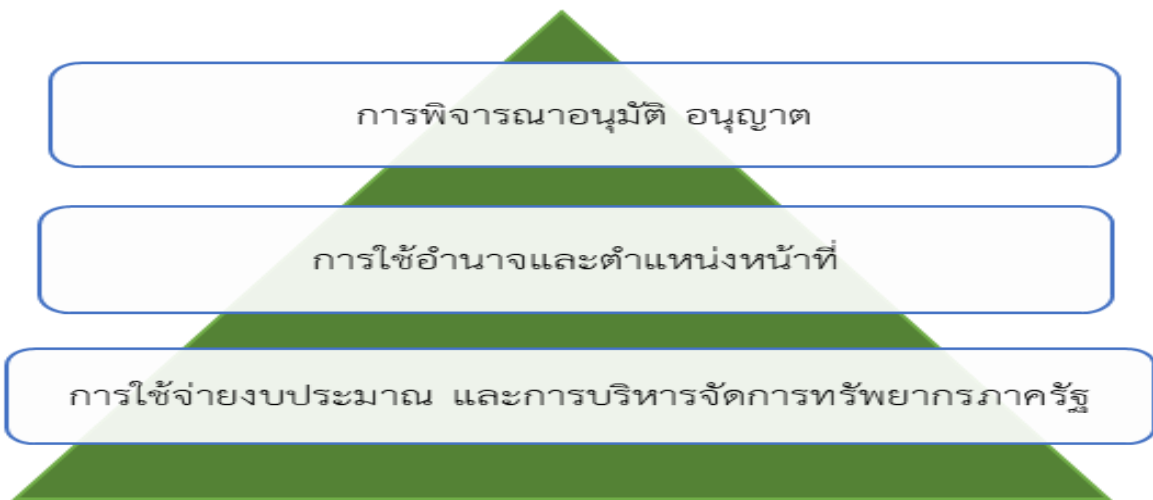 การพิจารณาอนุมัติ อนุญาต
การใช้อำนาจและตำแหน่งหน้าที่
การใช้จ่ายงบประมาณ และการบริหารจัดการทรัพยากรภาครัฐ